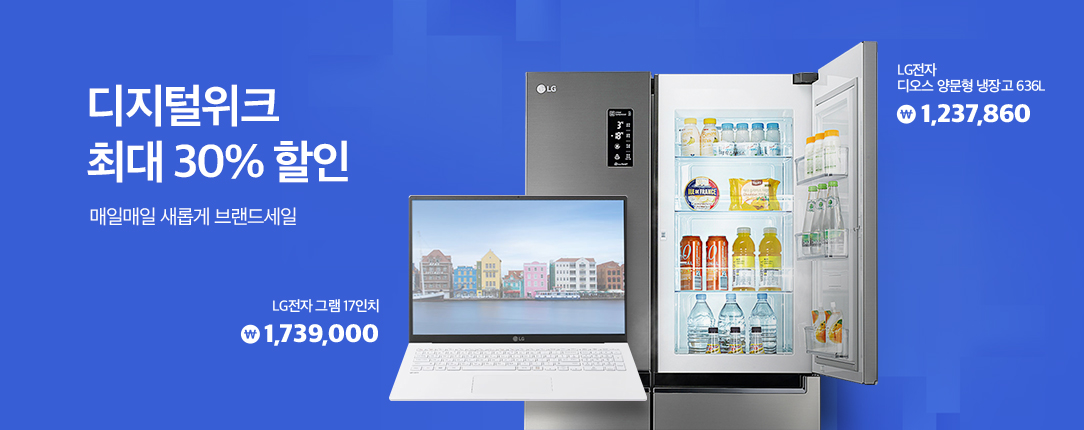 디지털위크
최대 30% 할인
매일매일 새롭게 브랜드세일
LG전자 그램 17인치
₩ 1,739,000
LG전자
디오스 양문형 냉장고 636L
₩ 1,237,860
LG
LG